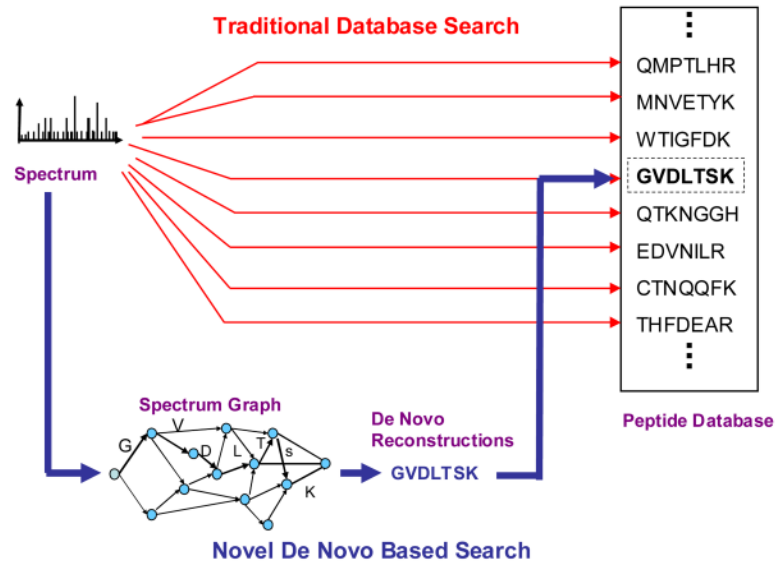 Traditional Database Search
Spectrum
QMPTLHR
MNVETYK
WTIGFDK
GVDLTSK
QTKNGGH
EDVNILR
CTNQQFK
THFDEAR
Peptide Database
Spectrum Graph
G
V
D
L
T
s
K
De Novo
Reconstructions
GVDLTSK
Novel De Novo Based Search